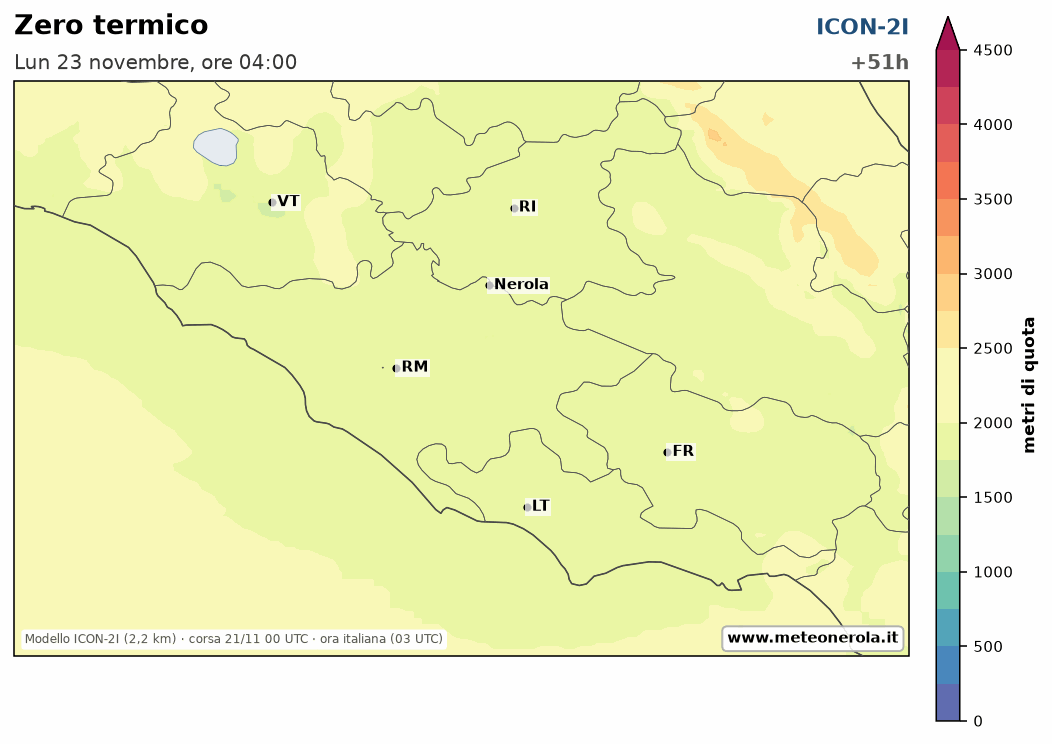 Zero termico
ICON-2I
Lun 23 novembre, ore 04:00
+51h
4500
4000
3500
3000
2500
2000
1500
1000
500
0
metri di quota
VT
RI
Nerola
RM
FR
LT
Modello ICON-2I (2,2 km) · corsa 21/11 00 UTC · ora italiana (03 UTC)
www.meteonerola.it